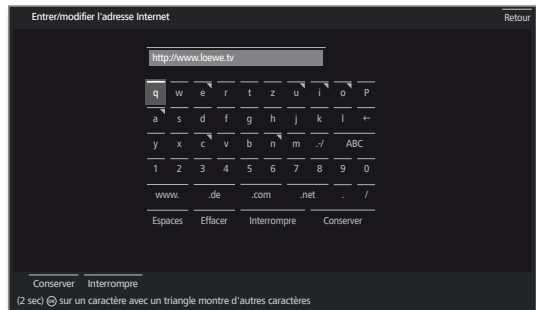 Entrer/modifier l'adresse Internet Retour
http://www.loewe.tv
q w e r t z u i o P
a s d f g h j k l ←
y x c v b n m .-/ ABC
1 2 3 4 5 6 7 8 9 0
www. .de .com .net . /
Espaces Effacer Interrompre Conserver
Conserver Interrompre
(2 sec) OK sur un caractère avec un triangle montre d'autres caractères